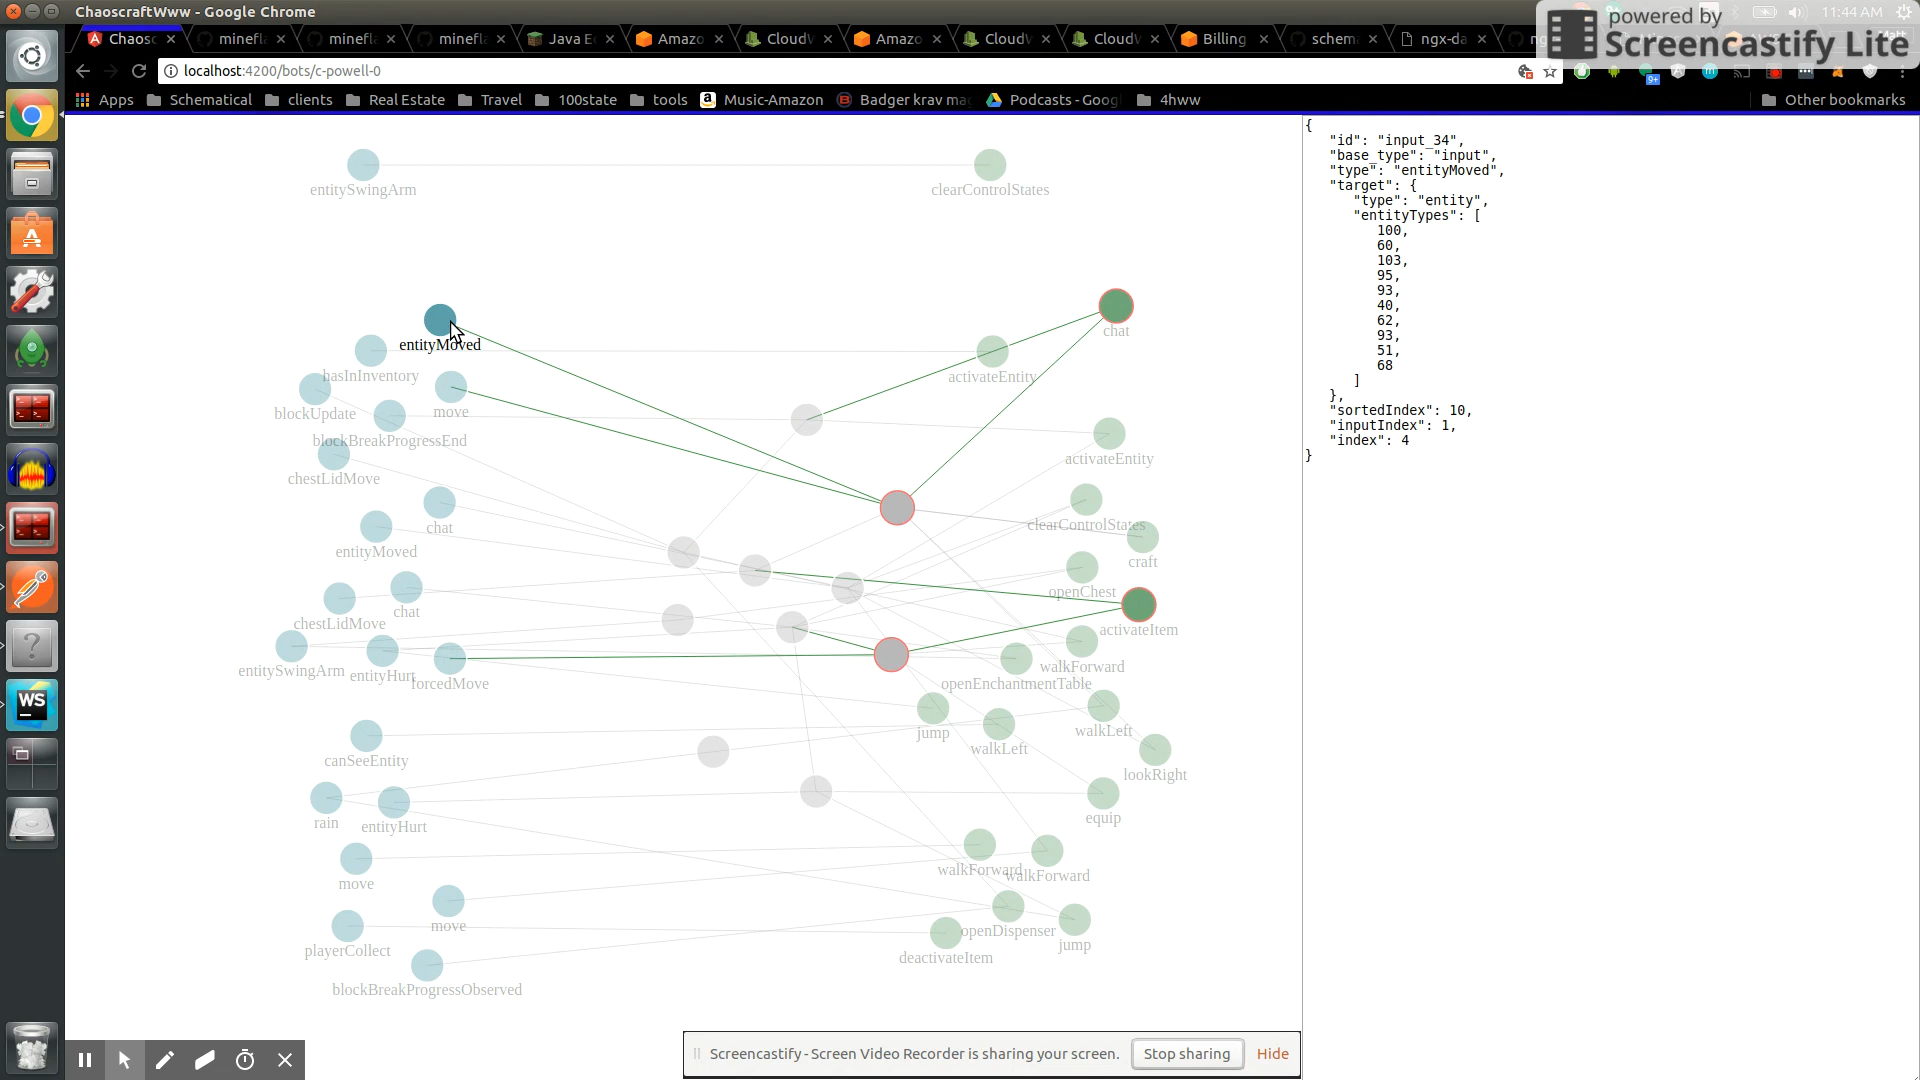 ChaoscraftWww - Google Chrome
11:44 AM
powered by
Screencastify Lite
Chaosc
minefl
minefl
minefl
Java E
Amazo
CloudV
Amazo
CloudV
CloudV
Billing
schem
ngx-da
localhost:4200/bots/c-powell-0
Apps
Schematical
clients
Real Estate
Travel
100state
tools
Music-Amazon
Badger krav ma
Podcasts - Goog
4hww
Other bookmarks
entitySwingArm
clearControlStates
entityMoved
chat
hasInInventory
activateEntity
blockUpdate
move
blockBreakProgressEnd
activateEntity
chestLidMove
chat
clearControlStates
entityMoved
craft
openChest
chestLidMove
chat
activateItem
entitySwingArm
entityHurt
forcedMove
openEnchantmentTable
walkForward
jump
walkLeft
walkLeft
canSeeEntity
lookRight
rain
entityHurt
equip
move
walkForward
walkForward
move
playerCollect
openDispenser
jump
deactivateItem
blockBreakProgressObserved
{
"id": "input_34",
"base_type": "input",
"type": "entityMoved",
"target": {
"type": "entity",
"entityTypes": [
100,
60,
103,
95,
93,
40,
62,
93,
51,
68
]
},
"sortedIndex": 10,
"inputIndex": 1,
"index": 4
}
WS
9+
Screencastify - Screen Video Recorder is sharing your screen.
Stop sharing
Hide